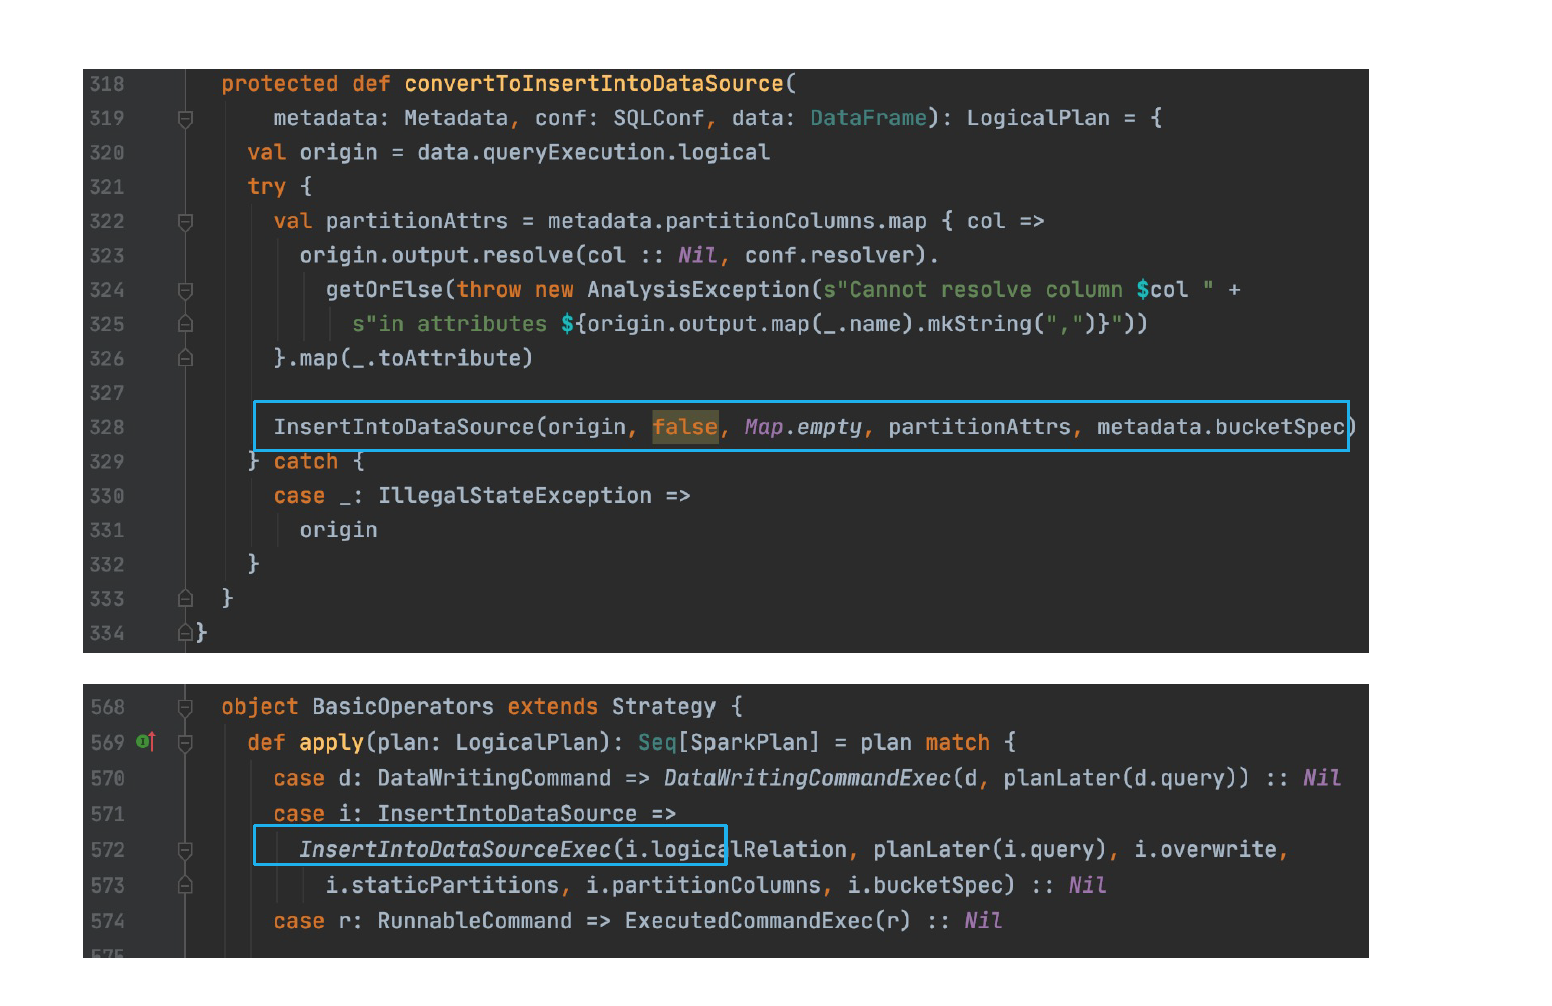 318 protected def convertToInsertIntoDataSource(
319 metadata: Metadata, conf: SQLConf, data: DataFrame): LogicalPlan = {
320 val origin = data.queryExecution.logical
321 try {
322 val partitionAttrs = metadata.partitionColumns.map { col =>
323 origin.output.resolve(col :: Nil, conf.resolver).
324 getOrElse(throw new AnalysisException(s"Cannot resolve column $col " +
325 s"in attributes ${origin.output.map(_.name).mkString(",")}"))
326 }.map(_.toAttribute)
327
328 InsertIntoDataSource(origin, false, Map.empty, partitionAttrs, metadata.bucketSpec)
329 } catch {
330 case _: IllegalStateException =>
331 origin
332 }
333 }
334 }
568 object BasicOperators extends Strategy {
569 def apply(plan: LogicalPlan): Seq[SparkPlan] = plan match {
570 case d: DataWritingCommand => DataWritingCommandExec(d, planLater(d.query)) :: Nil
571 case i: InsertIntoDataSource =>
572 InsertIntoDataSourceExec(i.logicalRelation, planLater(i.query), i.overwrite,
573 i.staticPartitions, i.partitionColumns, i.bucketSpec) :: Nil
574 case r: RunnableCommand => ExecutedCommandExec(r) :: Nil
575